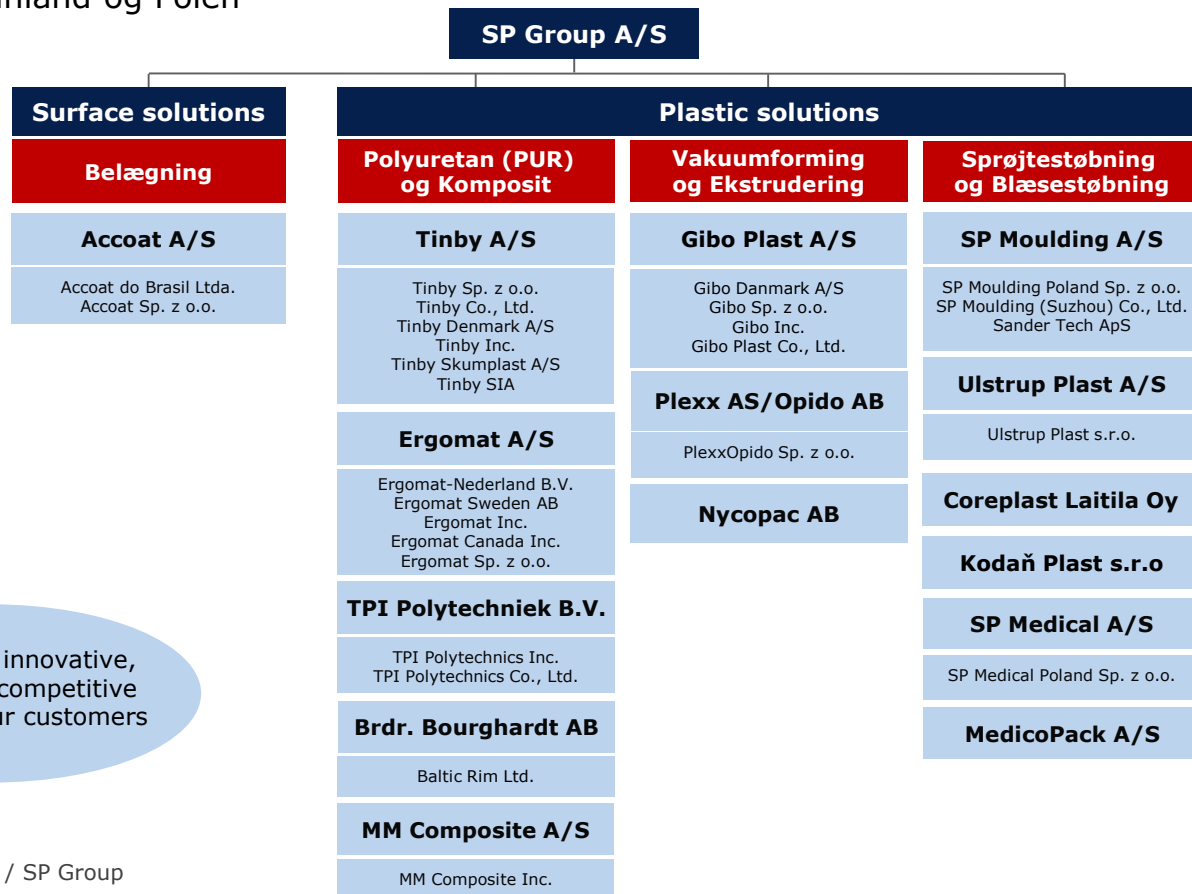 og Polen
SP Group A/S
Surface solutions
Plastic solutions
Belægning
Accoat A/S
Accoat do Brasil Ltda.
Accoat Sp. z o.o.
Polyuretan (PUR)
og Komposit
Tinby A/S
Tinby Sp. z o.o.
Tinby Co., Ltd.
Tinby Denmark A/S
Tinby Inc.
Tinby Skumplast A/S
Tinby SIA
Ergomat A/S
Ergomat-Nederland B.V.
Ergomat Sweden AB
Ergomat Inc.
Ergomat Canada Inc.
Ergomat Sp. z o.o.
TPI Polytechniek B.V.
TPI Polytechnics Inc.
TPI Polytechnics Co., Ltd.
Brdr. Bourghardt AB
Baltic Rim Ltd.
MM Composite A/S
MM Composite Inc.
Vakuumforming
og Ekstrudering
Gibo Plast A/S
Gibo Danmark A/S
Gibo Sp. z o.o.
Gibo Inc.
Gibo Plast Co., Ltd.
Plexx AS/Opido AB
PlexxOpido Sp. z o.o.
Nycopac AB
Sprøjtestøbning
og Blæsestøbning
SP Moulding A/S
SP Moulding Poland Sp. z o.o.
SP Moulding (Suzhou) Co., Ltd.
Sander Tech ApS
Ulstrup Plast A/S
Ulstrup Plast s.r.o.
Coreplast Laitila Oy
Kodaň Plast s.r.o
SP Medical A/S
SP Medical Poland Sp. z o.o.
MedicoPack A/S
innovative,
competitive
customers
/ SP Group